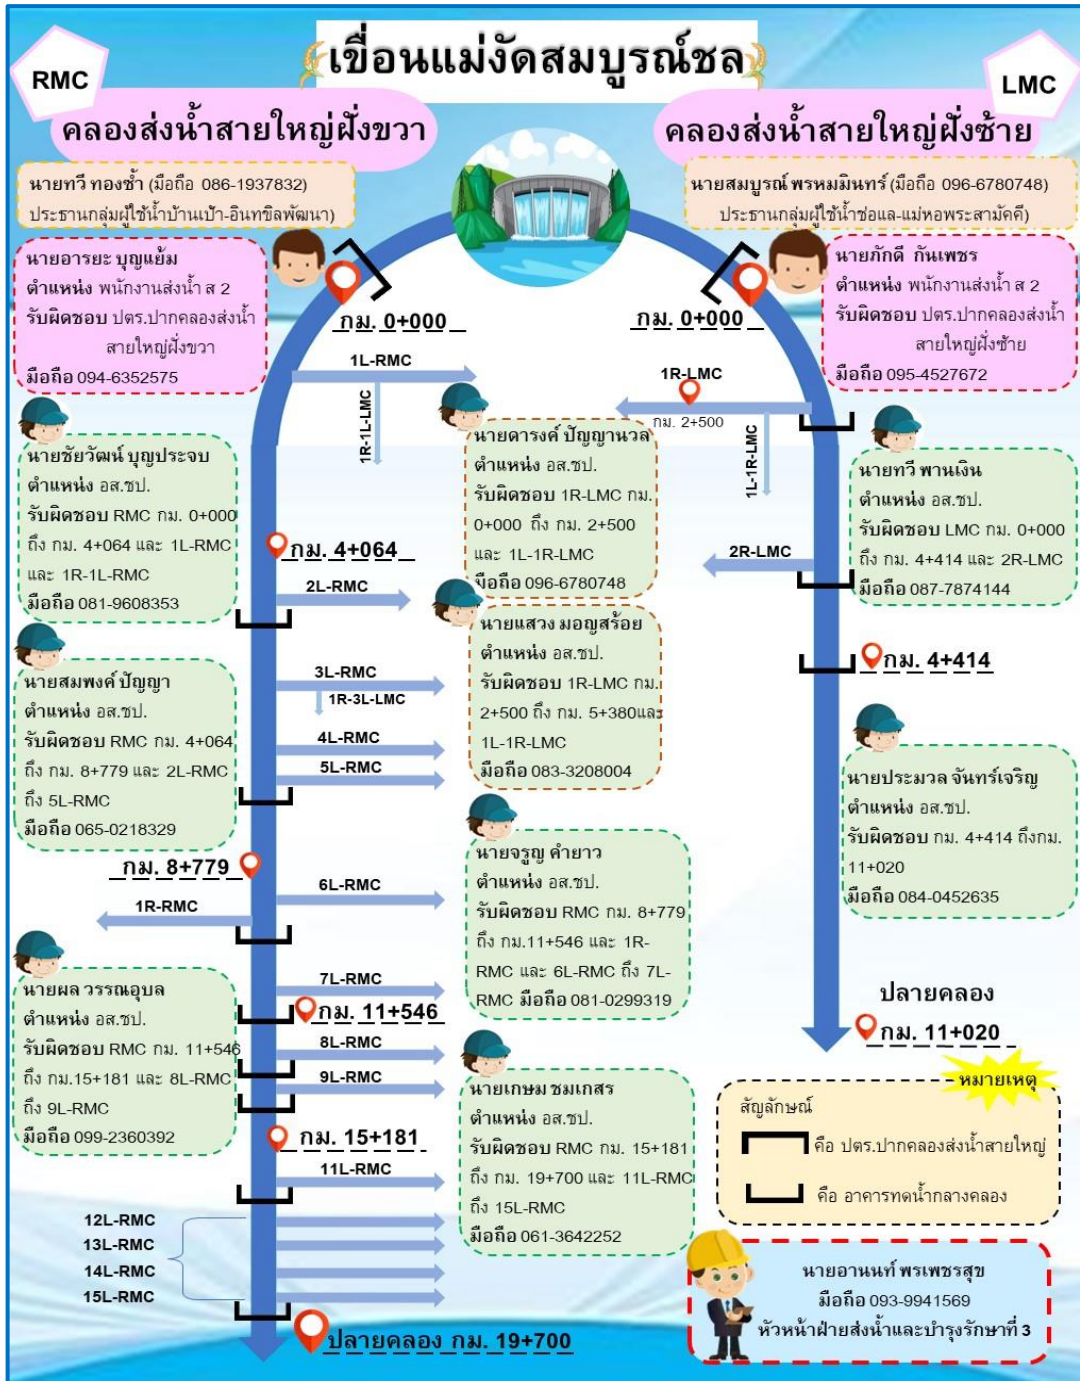 เขื่อนแม่งัดสมบูรณ์ชล
RMC
LMC
คลองส่งน้ำสายใหญ่ฝั่งขวา
คลองส่งน้ำสายใหญ่ฝั่งซ้าย
นายทวี ทองซ้ำ (มือถือ 086-1937832)
ประธานกลุ่มผู้ใช้น้ำบ้านเป้า-อินทขิลพัฒนา)
นายสมบูรณ์ พรหมมินทร์ (มือถือ 096-6780748)
ประธานกลุ่มผู้ใช้น้ำช่อแล-แม่หอพระสามัคคี)
นายอารยะ บุญแย้ม
ตำแหน่ง พนักงานส่งน้ำ ส 2
รับผิดชอบ ปตร.ปากคลองส่งน้ำ
สายใหญ่ฝั่งขวา
มือถือ 094-6352575
นายภักดี กันเพชร
ตำแหน่ง พนักงานส่งน้ำ ส 2
รับผิดชอบ ปตร.ปากคลองส่งน้ำ
สายใหญ่ฝั่งซ้าย
มือถือ 095-4527672
กม. 0+000
กม. 0+000
1L-RMC
1R-1L-LMC
1R-LMC
กม. 2+500
1L-1R-LMC
นายชัยวัฒน์ บุญประจบ
ตำแหน่ง อส.ชป.
รับผิดชอบ RMC กม. 0+000
ถึง กม. 4+064 และ 1L-RMC
และ 1R-1L-RMC
มือถือ 081-9608353
นายดารงค์ ปัญญานวล
ตำแหน่ง อส.ชป.
รับผิดชอบ 1R-LMC กม.
0+000 ถึง กม. 2+500
และ 1L-1R-LMC
มือถือ 096-6780748
นายทวี พานเงิน
ตำแหน่ง อส.ชป.
รับผิดชอบ LMC กม. 0+000
ถึง กม. 4+414 และ 2R-LMC
มือถือ 087-7874144
กม. 4+064
2R-LMC
2L-RMC
นายแสวง มอญสร้อย
ตำแหน่ง อส.ชป.
รับผิดชอบ 1R-LMC กม.
2+500 ถึง กม. 5+380และ
1L-1R-LMC
มือถือ 083-3208004
กม. 4+414
นายสมพงค์ ปัญญา
ตำแหน่ง อส.ชป.
รับผิดชอบ RMC กม. 4+064
ถึง กม. 8+779 และ 2L-RMC
ถึง 5L-RMC
มือถือ 065-0218329
3L-RMC
1R-3L-LMC
4L-RMC
5L-RMC
นายประมวล จันทร์เจริญ
ตำแหน่ง อส.ชป.
รับผิดชอบ กม. 4+414 ถึงกม.
11+020
มือถือ 084-0452635
กม. 8+779
6L-RMC
1R-RMC
นายจรูญ คำยาว
ตำแหน่ง อส.ชป.
รับผิดชอบ RMC กม. 8+779
ถึง กม.11+546 และ 1R-
RMC และ 6L-RMC ถึง 7L-
RMC มือถือ 081-0299319
นายผล วรรณอุบล
ตำแหน่ง อส.ชป.
รับผิดชอบ RMC กม. 11+546
ถึง กม.15+181 และ 8L-RMC
ถึง 9L-RMC
มือถือ 099-2360392
7L-RMC
กม. 11+546
8L-RMC
9L-RMC
ปลายคลอง
กม. 11+020
นายเกษม ชมเกสร
ตำแหน่ง อส.ชป.
รับผิดชอบ RMC กม. 15+181
ถึง กม. 19+700 และ 11L-RMC
ถึง 15L-RMC
มือถือ 061-3642252
กม. 15+181
11L-RMC
12L-RMC
13L-RMC
14L-RMC
15L-RMC
ปลายคลอง กม. 19+700
หมายเหตุ
สัญลักษณ์
คือ ปตร.ปากคลองส่งน้ำสายใหญ่
คือ อาคารทดน้ำกลางคลอง
นายอานนท์ พรเพชรสุข
มือถือ 093-9941569
หัวหน้าฝ่ายส่งน้ำและบำรุงรักษาที่ 3